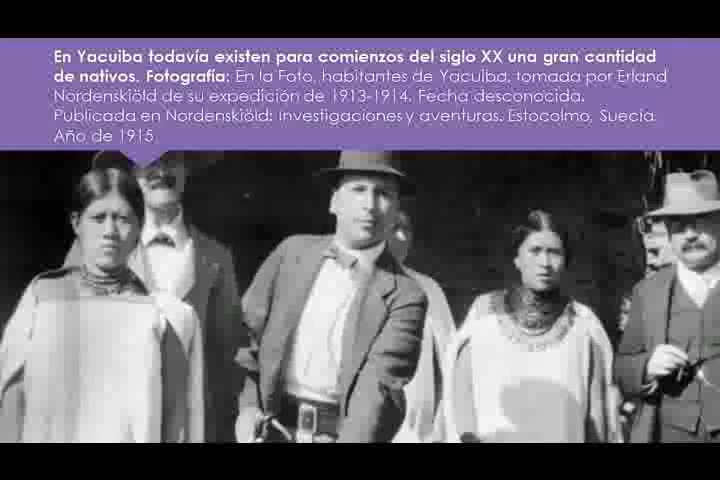 En Yacuiba todavía existen para comienzos del siglo XX una gran cantidad
de nativos. Fotografía: En la Foto, habitantes de Yacuiba, tomada por Erland
Nordenskiöld de su expedición de 1913-1914. Fecha desconocida.
Publicada en Nordenskiöld: investigaciones y aventuras. Estocolmo, Suecia.
Año de 1915